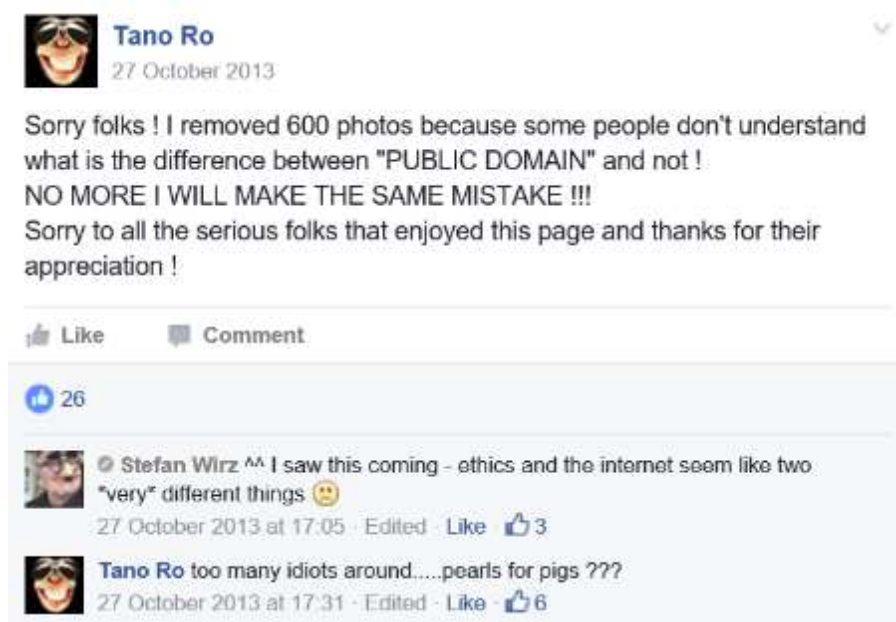 Tano Ro
27 October 2013
Sorry folks ! I removed 600 photos because some people don't understand
what is the difference between "PUBLIC DOMAIN" and not !
NO MORE I WILL MAKE THE SAME MISTAKE !!!
Sorry to all the serious folks that enjoyed this page and thanks for their
appreciation !
Like Comment
26
Stefan Wirz ^^ I saw this coming - ethics and the internet seem like two
*very* different things
27 October 2013 at 17:05 · Edited · Like · 3
Tano Ro too many idiots around.....pearls for pigs ???
27 October 2013 at 17:31 · Edited · Like · 6